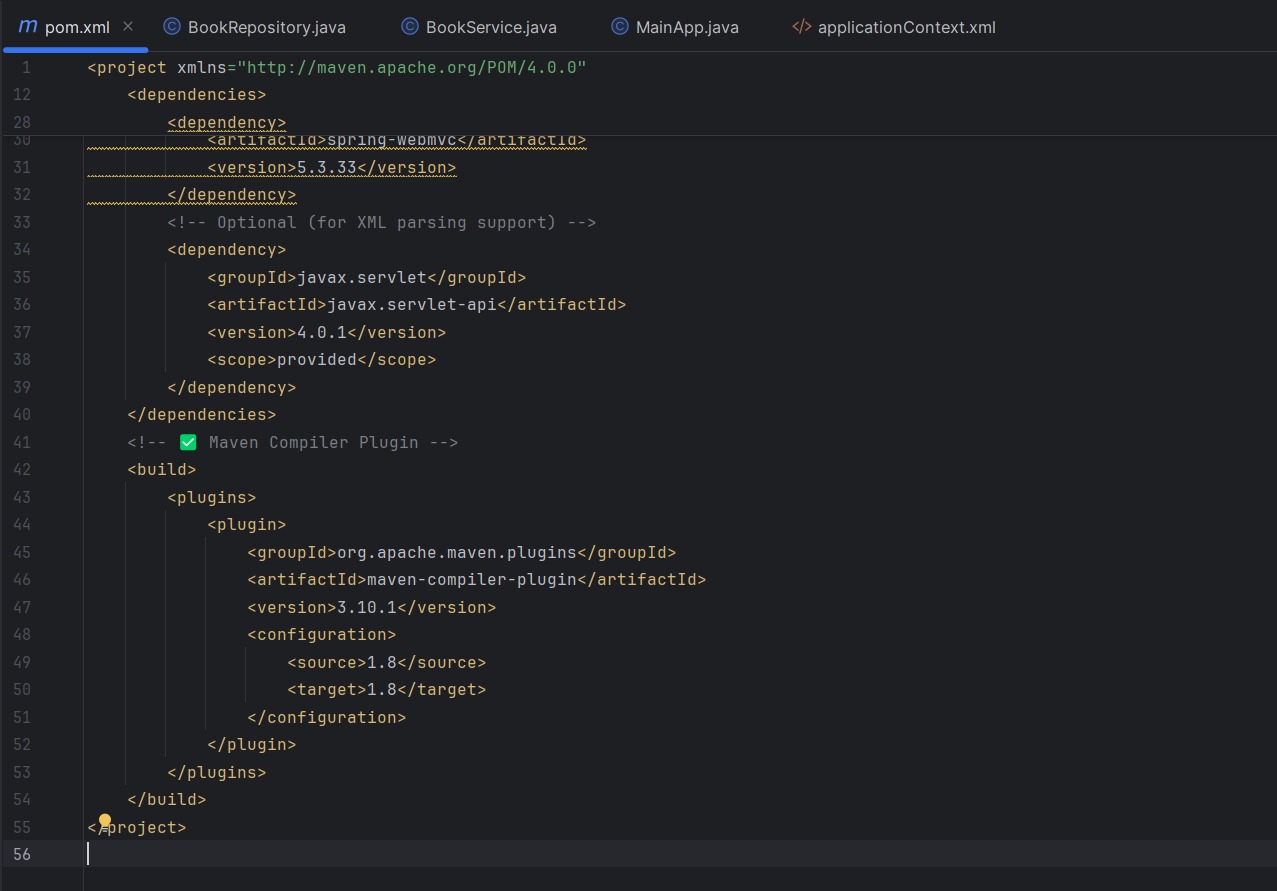 m pom.xml × BookRepository.java BookService.java MainApp.java applicationContext.xml
1 <project xmlns="http://maven.apache.org/POM/4.0.0"
12 <dependencies>
28 <dependency>
30 <artifactId>spring-webmvc</artifactId>
31 <version>5.3.33</version>
32 </dependency>
33 <!-- Optional (for XML parsing support) -->
34 <dependency>
35 <groupId>javax.servlet</groupId>
36 <artifactId>javax.servlet-api</artifactId>
37 <version>4.0.1</version>
38 <scope>provided</scope>
39 </dependency>
40 </dependencies>
41 <!-- ✅ Maven Compiler Plugin -->
42 <build>
43 <plugins>
44 <plugin>
45 <groupId>org.apache.maven.plugins</groupId>
46 <artifactId>maven-compiler-plugin</artifactId>
47 <version>3.10.1</version>
48 <configuration>
49 <source>1.8</source>
50 <target>1.8</target>
51 </configuration>
52 </plugin>
53 </plugins>
54 </build>
55 </project>
56